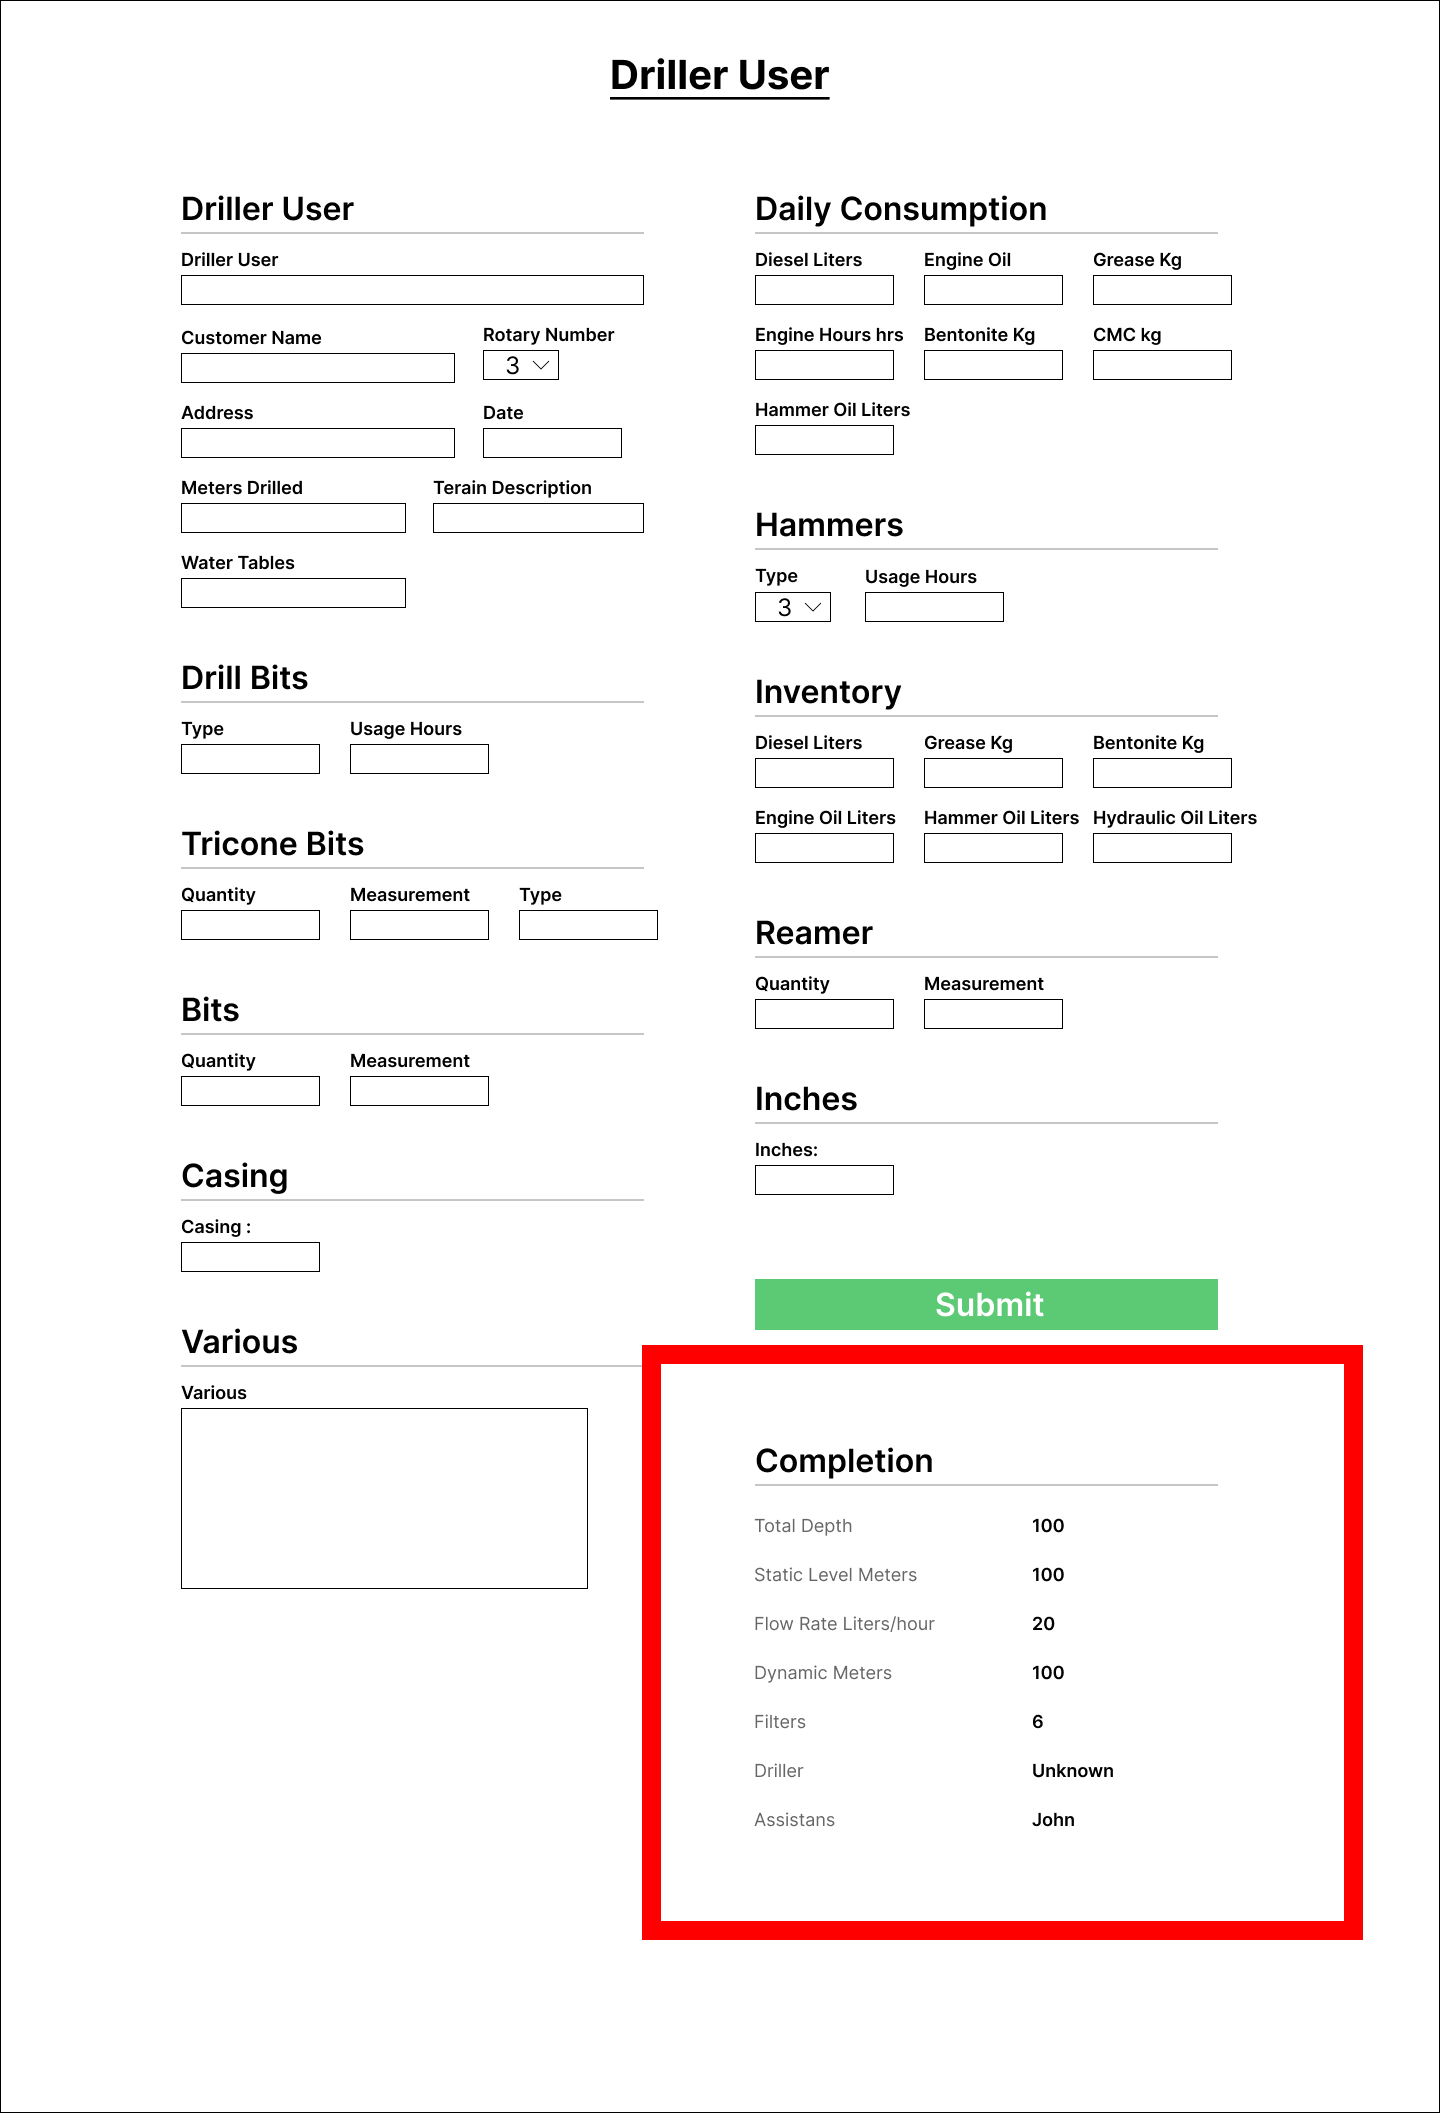 Driller User
Driller User
Driller User
Customer Name
Rotary Number
3
Address
Date
Meters Drilled
Terain Description
Water Tables
Drill Bits
Type
Usage Hours
Tricone Bits
Quantity
Measurement
Type
Bits
Quantity
Measurement
Casing
Casing :
Various
Various
Daily Consumption
Diesel Liters
Engine Oil
Grease Kg
Engine Hours hrs
Bentonite Kg
CMC kg
Hammer Oil Liters
Hammers
Type
Usage Hours
3
Inventory
Diesel Liters
Grease Kg
Bentonite Kg
Engine Oil Liters
Hammer Oil Liters
Hydraulic Oil Liters
Reamer
Quantity
Measurement
Inches
Inches:
Submit
Completion
Total Depth 100
Static Level Meters 100
Flow Rate Liters/hour 20
Dynamic Meters 100
Filters 6
Driller Unknown
Assistans John